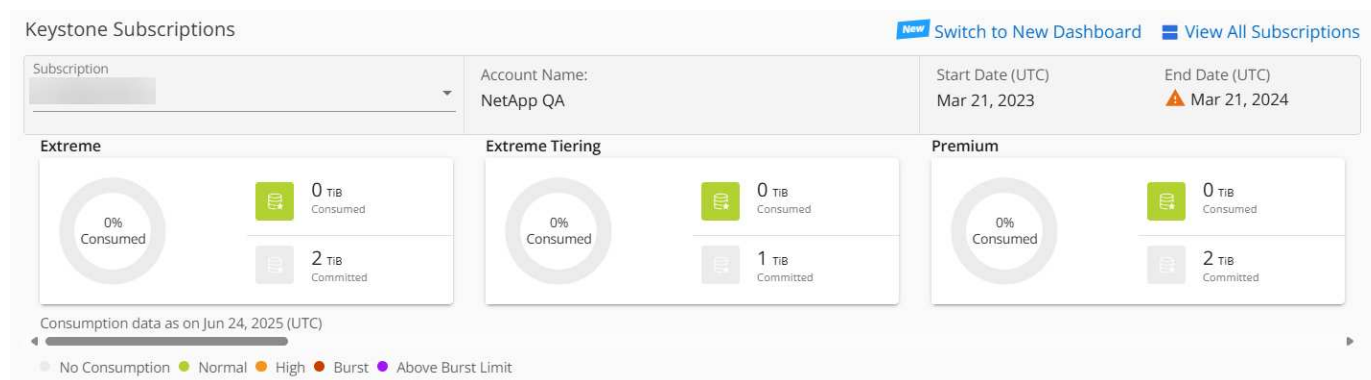 Keystone Subscriptions
New Switch to New Dashboard
View All Subscriptions
Subscription
Account Name:
NetApp QA
Start Date (UTC)
Mar 21, 2023
End Date (UTC)
Mar 21, 2024
Extreme
0%
Consumed
0 TiB
Consumed
2 TiB
Committed
Extreme Tiering
0%
Consumed
0 TiB
Consumed
1 TiB
Committed
Premium
0%
Consumed
0 TiB
Consumed
2 TiB
Committed
Consumption data as on Jun 24, 2025 (UTC)
No Consumption Normal High Burst Above Burst Limit